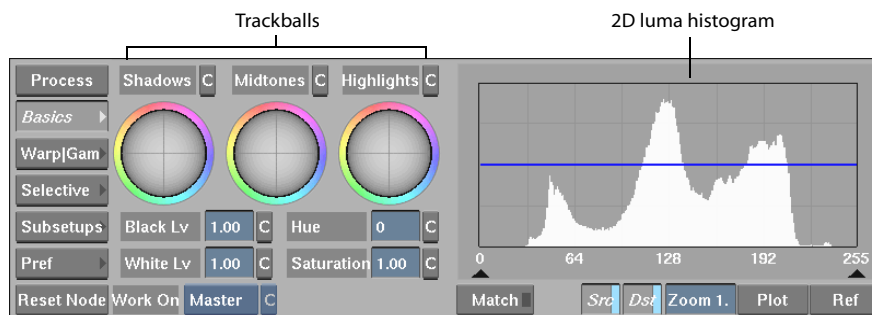 Trackballs 2D luma histogram
Process Shadows C Midtones C Highlights C
Basics
Warp|Gam
Selective
Subsetups Black Lv 1.00 C Hue 0 C
Pref White Lv 1.00 C Saturation 1.00 C
0 64 128 192 255
Reset Node Work On Master C Match Src Dst Zoom 1. Plot Ref